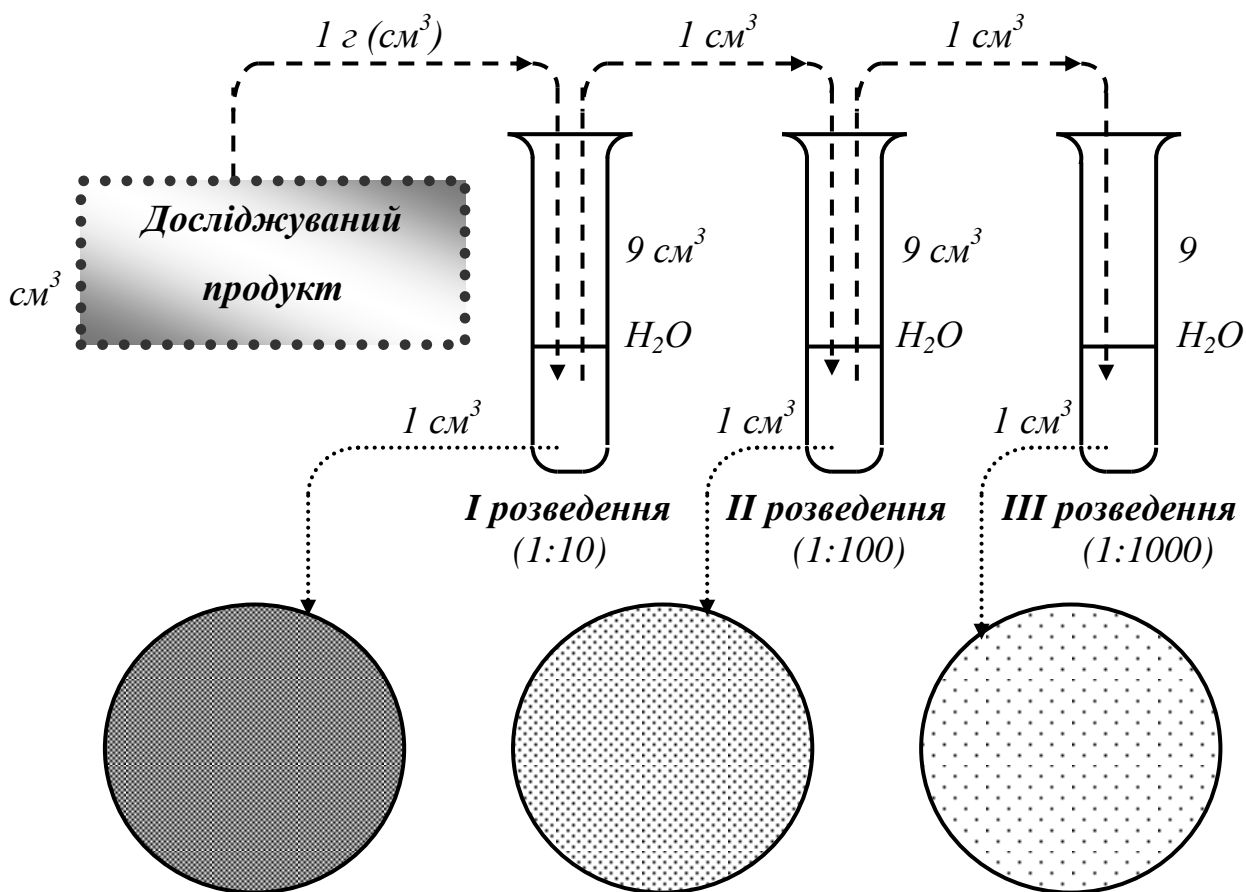 1 г (см³)
1 см³
1 см³
Досліджуваний
продукт
9 см³
9 см³
9
см³
H₂O
H₂O
H₂O
1 см³
1 см³
1 см³
I розведення
(1:10)
II розведення
(1:100)
III розведення
(1:1000)